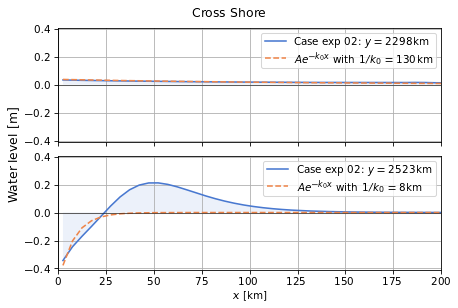 Cross Shore
Water level [m]
0.4
0.2
0.0
−0.2
−0.4
Case exp 02: y = 2298km
Ae^{−k₀x} with 1/k₀ = 130km
0.4
0.2
0.0
−0.2
−0.4
Case exp 02: y = 2523km
Ae^{−k₀x} with 1/k₀ = 8km
0 25 50 75 100 125 150 175 200
x [km]